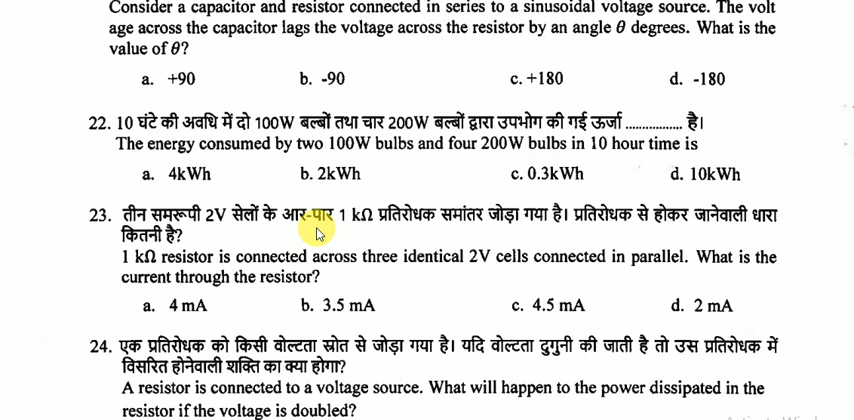 Consider a capacitor and resistor connected in series to a sinusoidal voltage source. The volt
age across the capacitor lags the voltage across the resistor by an angle θ degrees. What is the
value of θ?
a. +90 b. -90 c. +180 d. -180
22. 10 घंटे की अवधि में दो 100W बल्बों तथा चार 200W बल्बों द्वारा उपभोग की गई ऊर्जा ................. है।
The energy consumed by two 100W bulbs and four 200W bulbs in 10 hour time is
a. 4kWh b. 2kWh c. 0.3kWh d. 10kWh
23. तीन समरूपी 2V सेलों के आर-पार 1 kΩ प्रतिरोधक समांतर जोड़ा गया है। प्रतिरोधक से होकर जानेवाली धारा
कितनी है?
1 kΩ resistor is connected across three identical 2V cells connected in parallel. What is the
current through the resistor?
a. 4 mA b. 3.5 mA c. 4.5 mA d. 2 mA
24. एक प्रतिरोधक को किसी वोल्टता स्रोत से जोड़ा गया है। यदि वोल्टता दुगुनी की जाती है तो उस प्रतिरोधक में
विसरित होनेवाली शक्ति का क्या होगा?
A resistor is connected to a voltage source. What will happen to the power dissipated in the
resistor if the voltage is doubled?